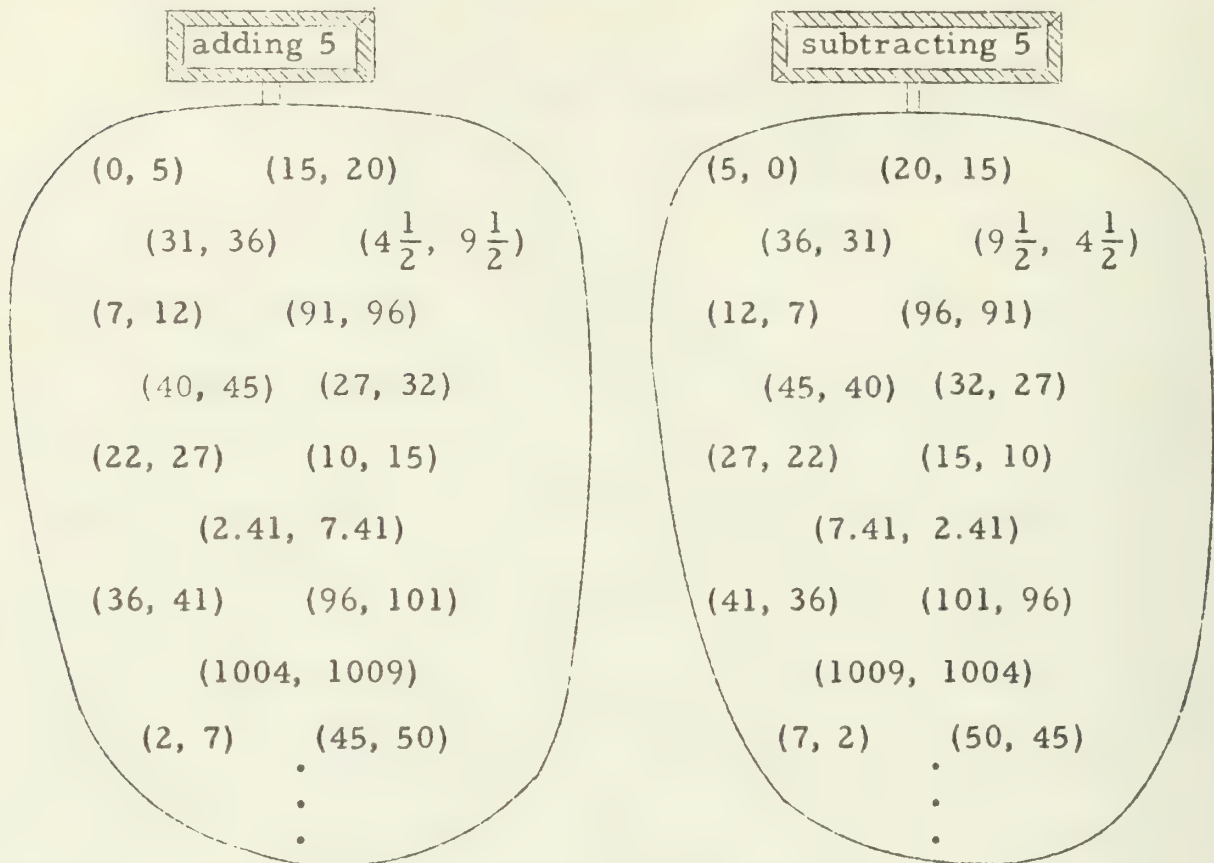 adding 5
(0, 5) (15, 20)
(31, 36) (4 1/2, 9 1/2)
(7, 12) (91, 96)
(40, 45) (27, 32)
(22, 27) (10, 15)
(2.41, 7.41)
(36, 41) (96, 101)
(1004, 1009)
(2, 7) (45, 50)
.
.
.
subtracting 5
(5, 0) (20, 15)
(36, 31) (9 1/2, 4 1/2)
(12, 7) (96, 91)
(45, 40) (32, 27)
(27, 22) (15, 10)
(7.41, 2.41)
(41, 36) (101, 96)
(1009, 1004)
(7, 2) (50, 45)
.
.
.